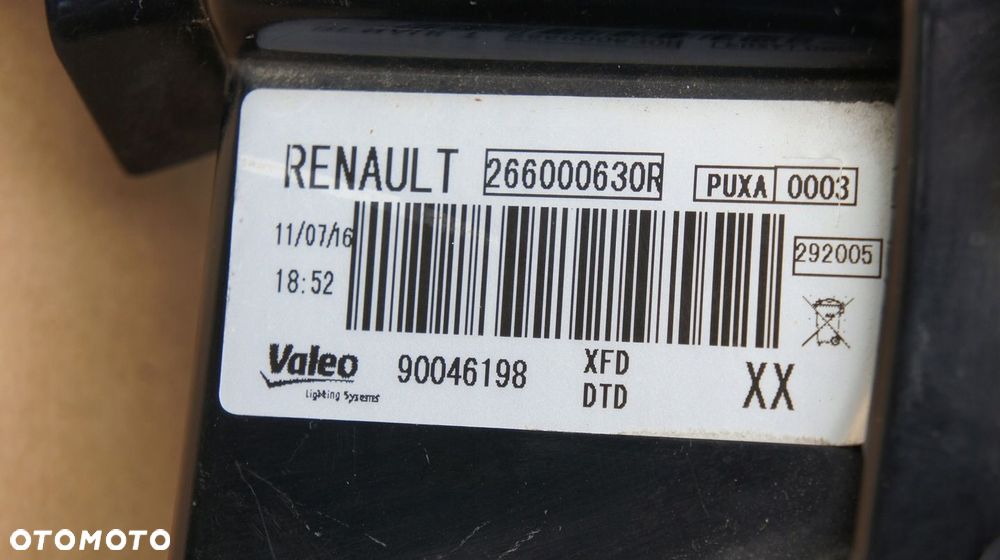 RENAULT 266000630R PUXA 0003
11/07/16
292005
18:52
Valeo 90046198 XFD
Lighting Systems DTD XX
OTOMOTO